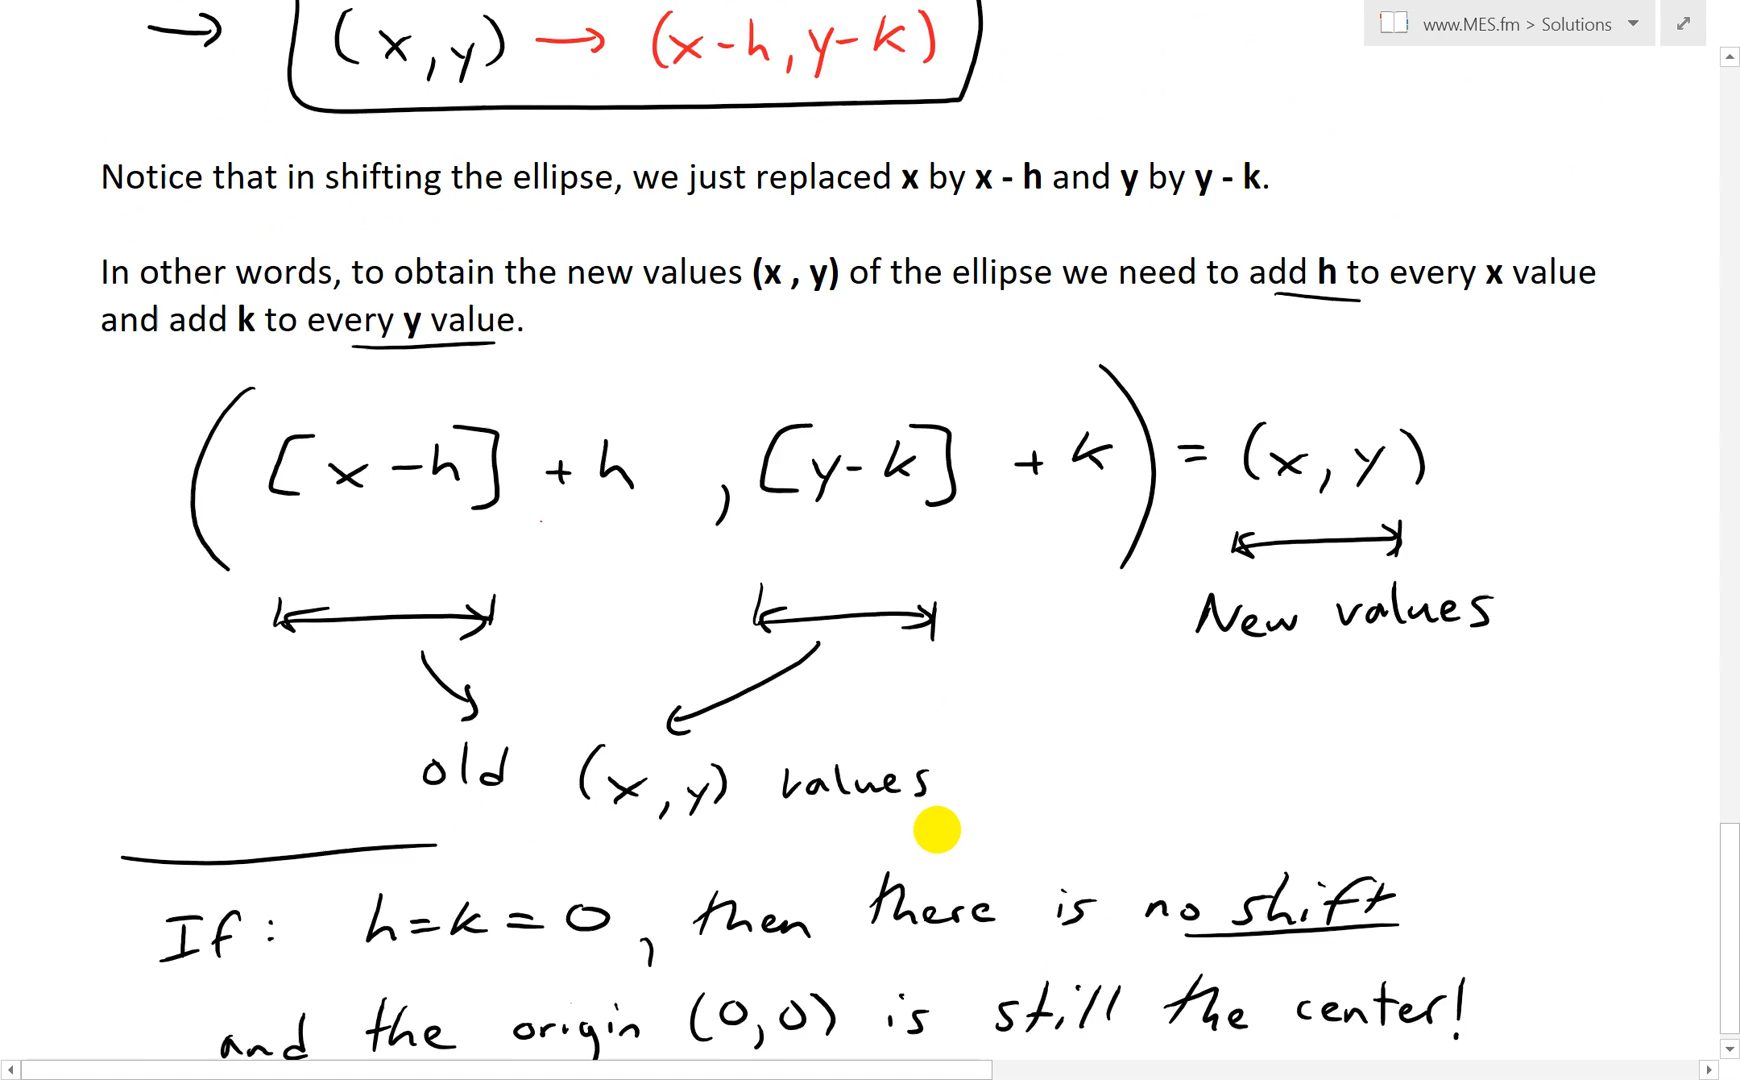 www.MES.fm > Solutions
→ (x, y) → (x-h, y-k)
Notice that in shifting the ellipse, we just replaced x by x - h and y by y - k.
In other words, to obtain the new values (x , y) of the ellipse we need to add h to every x value
and add k to every y value.
([x-h] + h , [y-k] + k) = (x, y)
New values
old (x, y) values
If: h=k=0, then there is no shift
and the origin (0,0) is still the center!